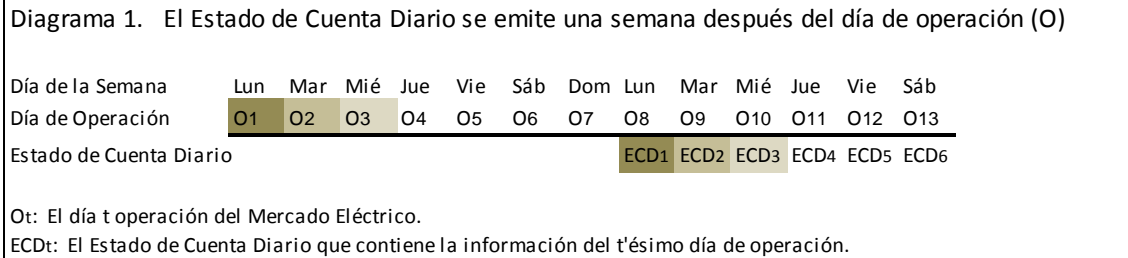 Diagrama 1. El Estado de Cuenta Diario se emite una semana después del día de operación (O)
Día de la Semana Lun Mar Mié Jue Vie Sáb Dom Lun Mar Mié Jue Vie Sáb
Día de Operación O1 O2 O3 O4 O5 O6 O7 O8 O9 O10 O11 O12 O13
Estado de Cuenta Diario ECD1 ECD2 ECD3 ECD4 ECD5 ECD6
Ot: El día t operación del Mercado Eléctrico.
ECDt: El Estado de Cuenta Diario que contiene la información del t'ésimo día de operación.